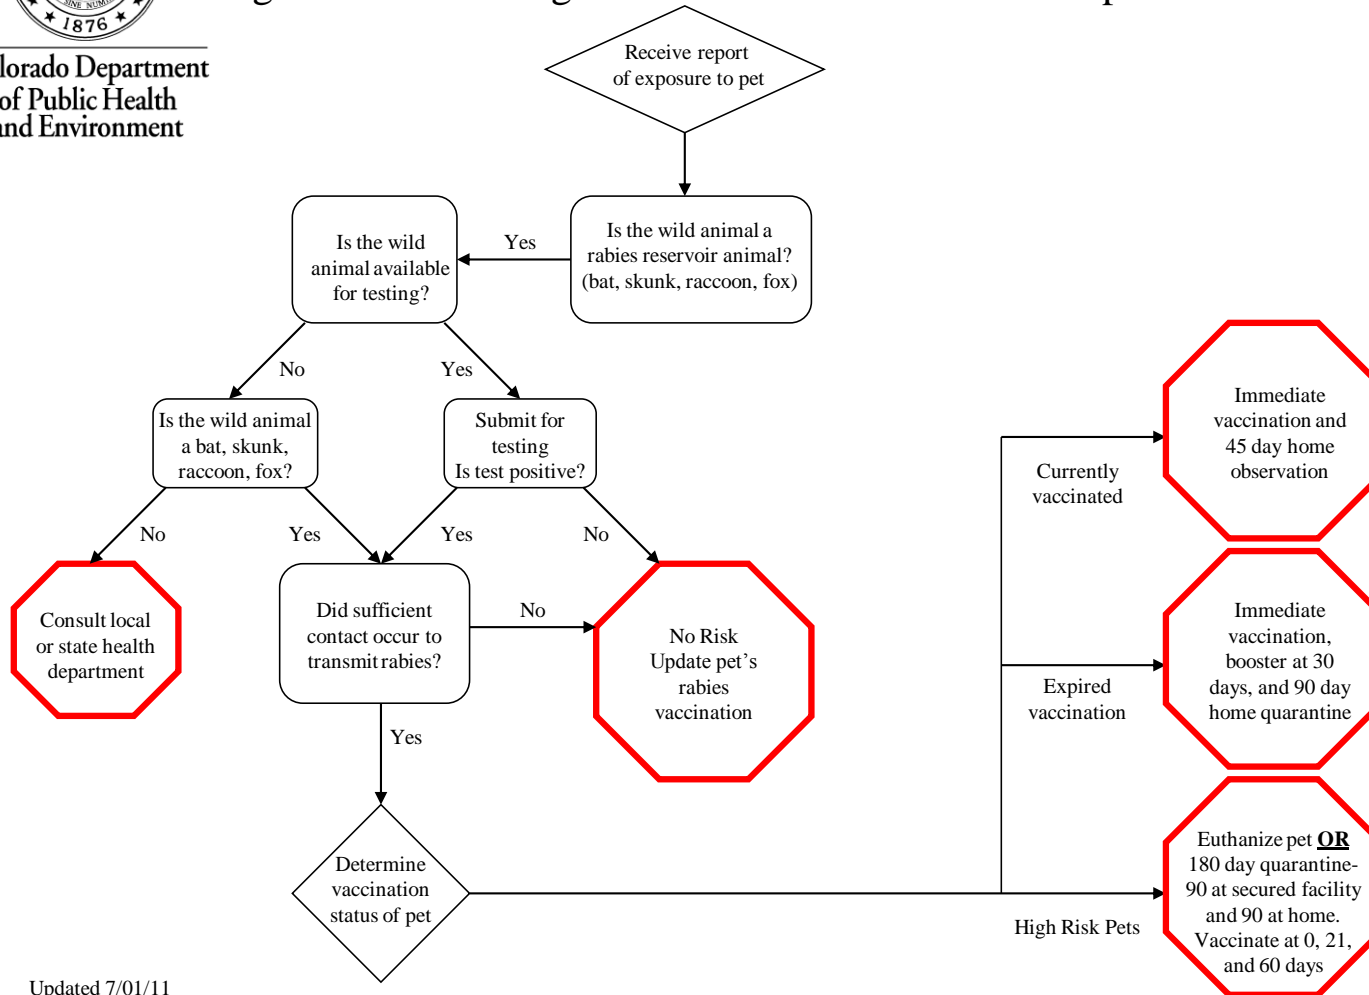 1876
Receive report
of exposure to pet
lorado Department
of Public Health
and Environment
Is the wild
animal available
for testing?
Yes
Is the wild animal a
rabies reservoir animal?
(bat, skunk, raccoon, fox)
No
Yes
Is the wild animal
a bat, skunk,
raccoon, fox?
Submit for
testing
Is test positive?
Immediate
vaccination and
45 day home
observation
Currently
vaccinated
No
Yes
Yes
No
Consult local
or state health
department
Did sufficient
contact occur to
transmit rabies?
No
No Risk
Update pet's
rabies
vaccination
Immediate
vaccination,
booster at 30
days, and 90 day
home quarantine
Expired
vaccination
Yes
Determine
vaccination
status of pet
High Risk Pets
Euthanize pet OR
180 day quarantine-
90 at secured facility
and 90 at home.
Vaccinate at 0, 21,
and 60 days
Updated 7/01/11